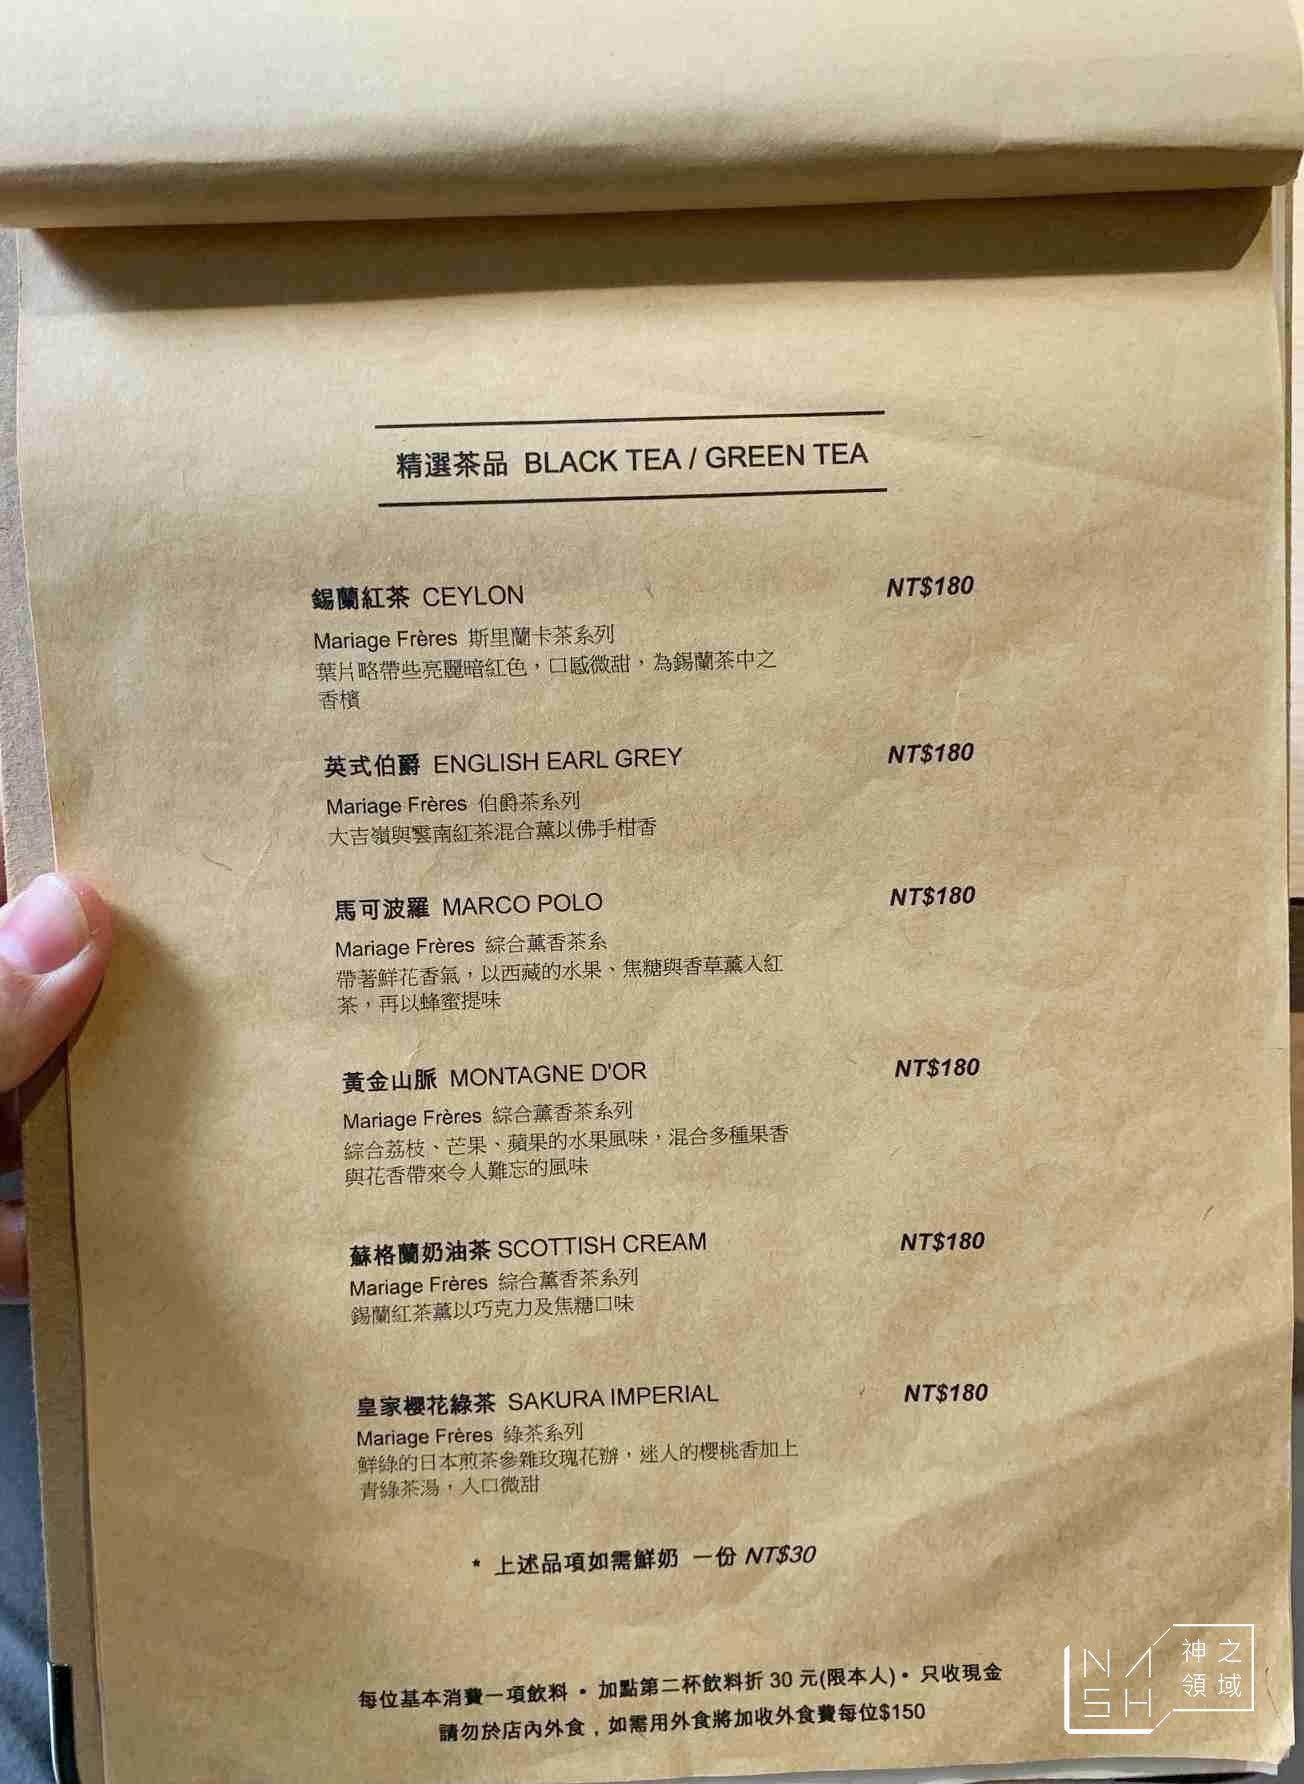 精選茶品 BLACK TEA / GREEN TEA
錫蘭紅茶 CEYLON NT$180
Mariage Frères 斯里蘭卡茶系列
葉片略帶些亮麗暗紅色，口感微甜，為錫蘭茶中之
香檳
英式伯爵 ENGLISH EARL GREY NT$180
Mariage Frères 伯爵茶系列
大吉嶺與雲南紅茶混合薰以佛手柑香
馬可波羅 MARCO POLO NT$180
Mariage Frères 綜合薰香茶系
帶著鮮花香氣，以西藏的水果、焦糖與香草薰入紅
茶，再以蜂蜜提味
黃金山脈 MONTAGNE D'OR NT$180
Mariage Frères 綜合薰香茶系列
綜合荔枝、芒果、蘋果的水果風味，混合多種果香
與花香帶來令人難忘的風味
蘇格蘭奶油茶 SCOTTISH CREAM NT$180
Mariage Frères 綜合薰香茶系列
錫蘭紅茶薰以巧克力及焦糖口味
皇家櫻花綠茶 SAKURA IMPERIAL NT$180
Mariage Frères 綠茶系列
鮮綠的日本煎茶參雜玫瑰花瓣，迷人的櫻桃香加上
青綠茶湯，入口微甜
* 上述品項如需鮮奶 一份 NT$30
每位基本消費一項飲料 • 加點第二杯飲料折 30 元(限本人) • 只收現金
請勿於店內外食，如需用外食將加收外食費每位$150
NASH
神之
領域